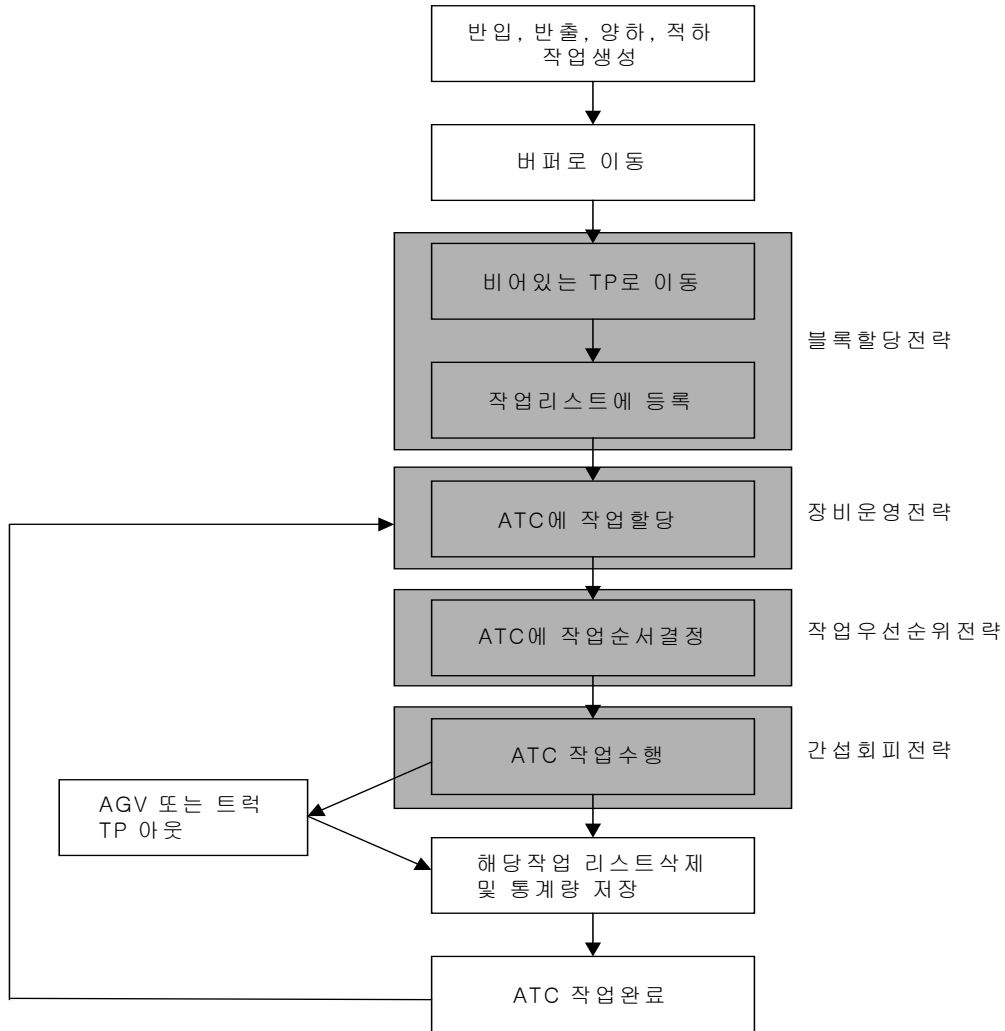 반입, 반출, 양하, 적하
작업생성
버퍼로 이동
비어있는 TP로 이동
블록할당전략
작업리스트에 등록
ATC에 작업할당
장비운영전략
ATC에 작업순서결정
작업우선순위전략
ATC 작업수행
간섭회피전략
AGV 또는 트럭
TP 아웃
해당작업 리스트삭제
및 통계량 저장
ATC 작업완료